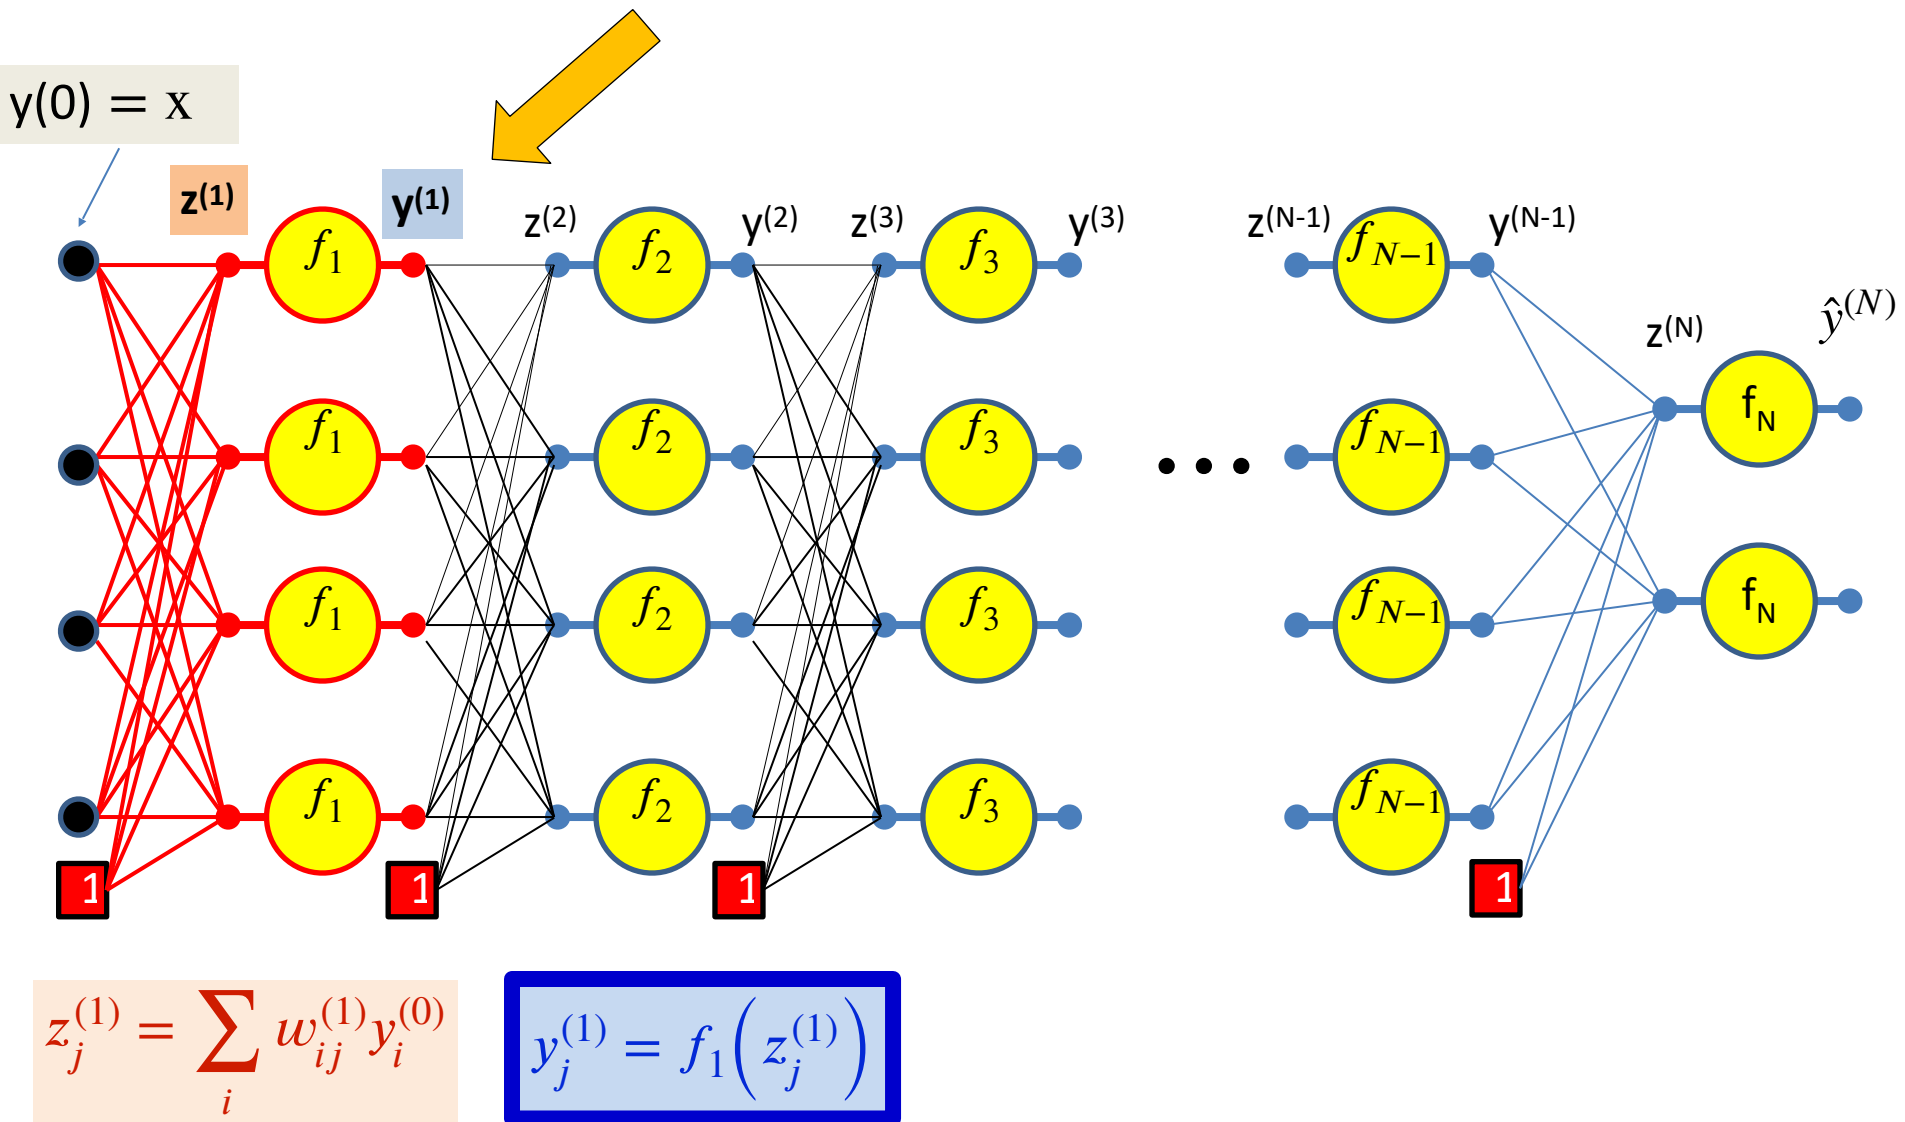 y(0) = x
z(1) y(1) z(2) y(2) z(3) y(3) z(N-1) y(N-1) z(N) ŷ(N)
f1 f2 f3 fN−1
fN
f1 f2 f3 • • • fN−1
fN
f1 f2 f3 fN−1
f1 f2 f3 fN−1
1 1 1 1
z_j^(1) = ∑_i w_ij^(1) y_i^(0)
y_j^(1) = f_1(z_j^(1))